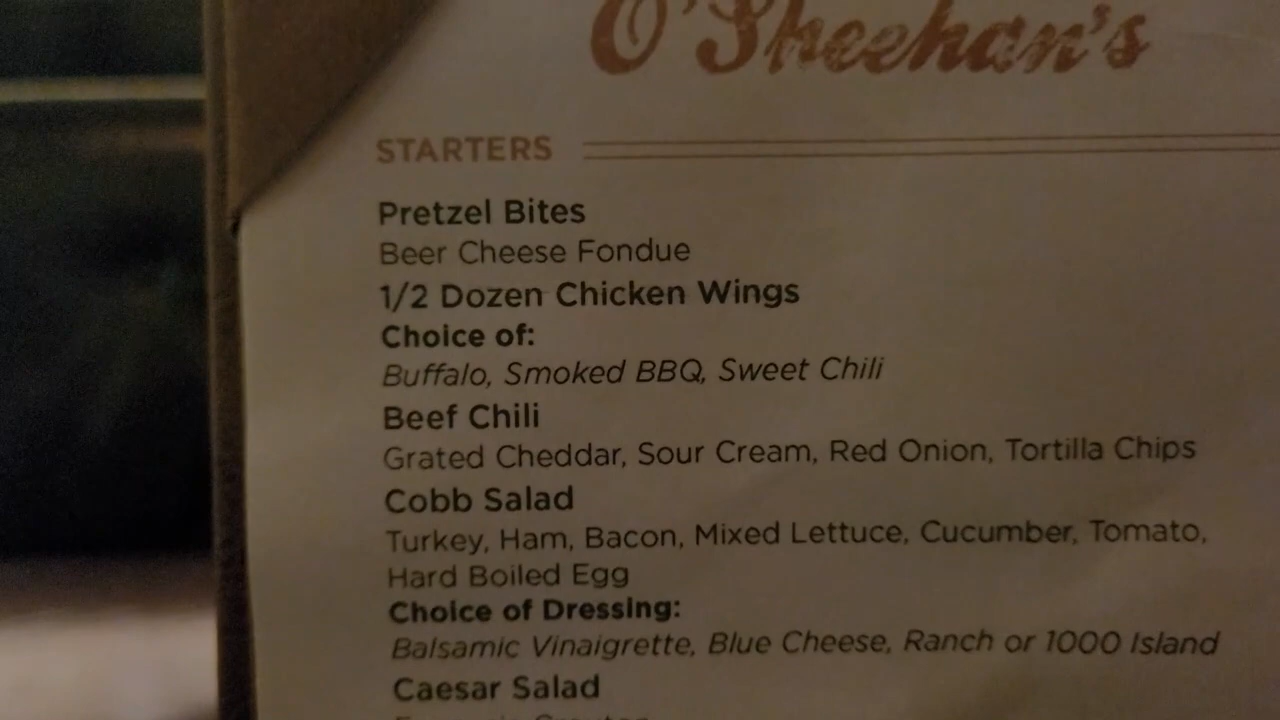 O'Sheehan's
STARTERS
Pretzel Bites
Beer Cheese Fondue
1/2 Dozen Chicken Wings
Choice of:
Buffalo, Smoked BBQ, Sweet Chili
Beef Chili
Grated Cheddar, Sour Cream, Red Onion, Tortilla Chips
Cobb Salad
Turkey, Ham, Bacon, Mixed Lettuce, Cucumber, Tomato,
Hard Boiled Egg
Choice of Dressing:
Balsamic Vinaigrette, Blue Cheese, Ranch or 1000 Island
Caesar Salad